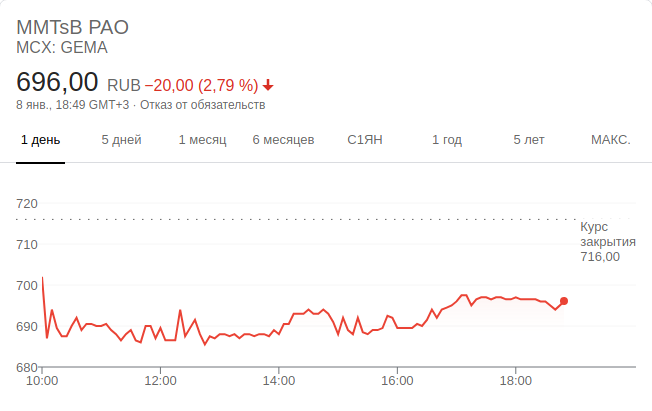 MMTsB PAO
MCX: GEMA
696,00 RUB −20,00 (2,79 %)
8 янв., 18:49 GMT+3 · Отказ от обязательств
1 день 5 дней 1 месяц 6 месяцев С1ЯН 1 год 5 лет МАКС.
720
Курс
закрытия
716,00
710
700
690
680
10:00 12:00 14:00 16:00 18:00